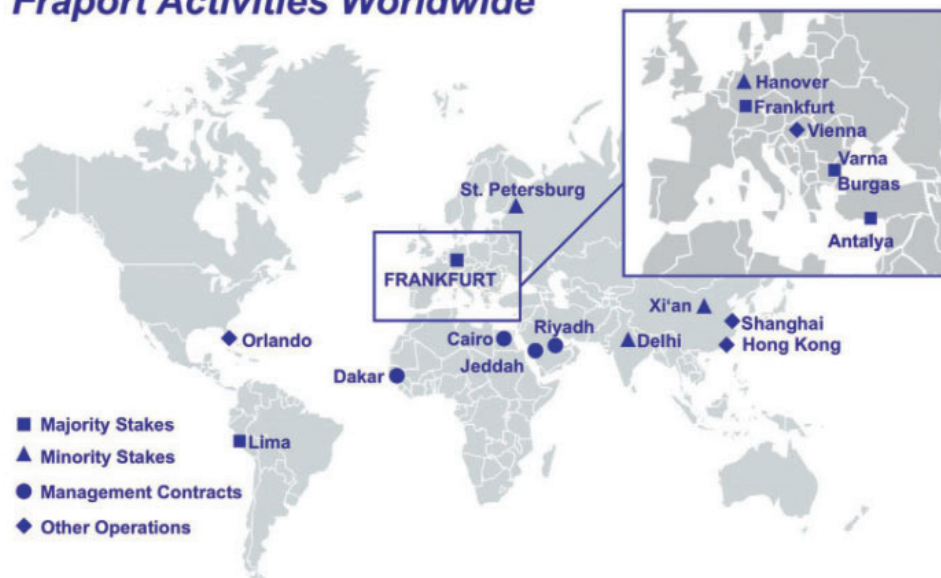 Fraport Activities Worldwide
Hanover
Frankfurt
Vienna
Varna
Burgas
Antalya
St. Petersburg
FRANKFURT
Xi'an
Shanghai
Hong Kong
Delhi
Riyadh
Cairo
Jeddah
Dakar
Orlando
Lima
Majority Stakes
Minority Stakes
Management Contracts
Other Operations